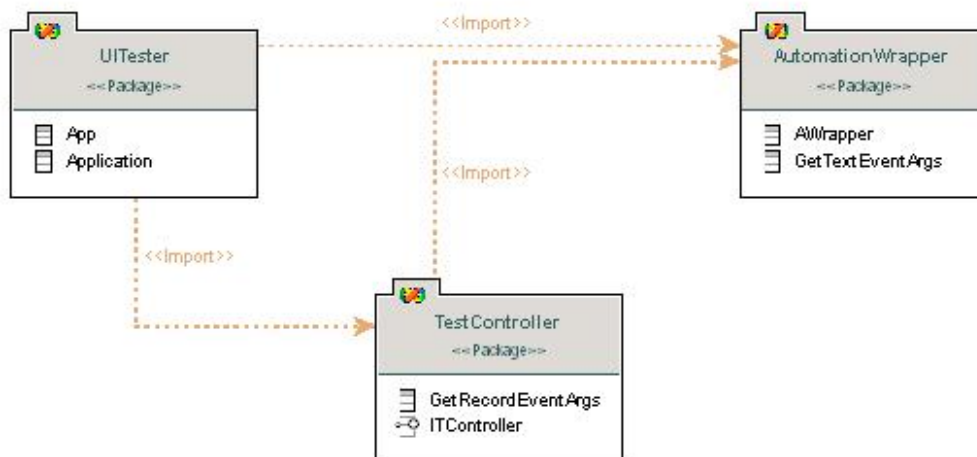 <<Import>>
UITester
<<Package>>
App
Application
AutomationWrapper
<<Package>>
AWrapper
GetTextEventArgs
<<Import>>
<<Import>>
TestController
<<Package>>
GetRecordEventArgs
ITController